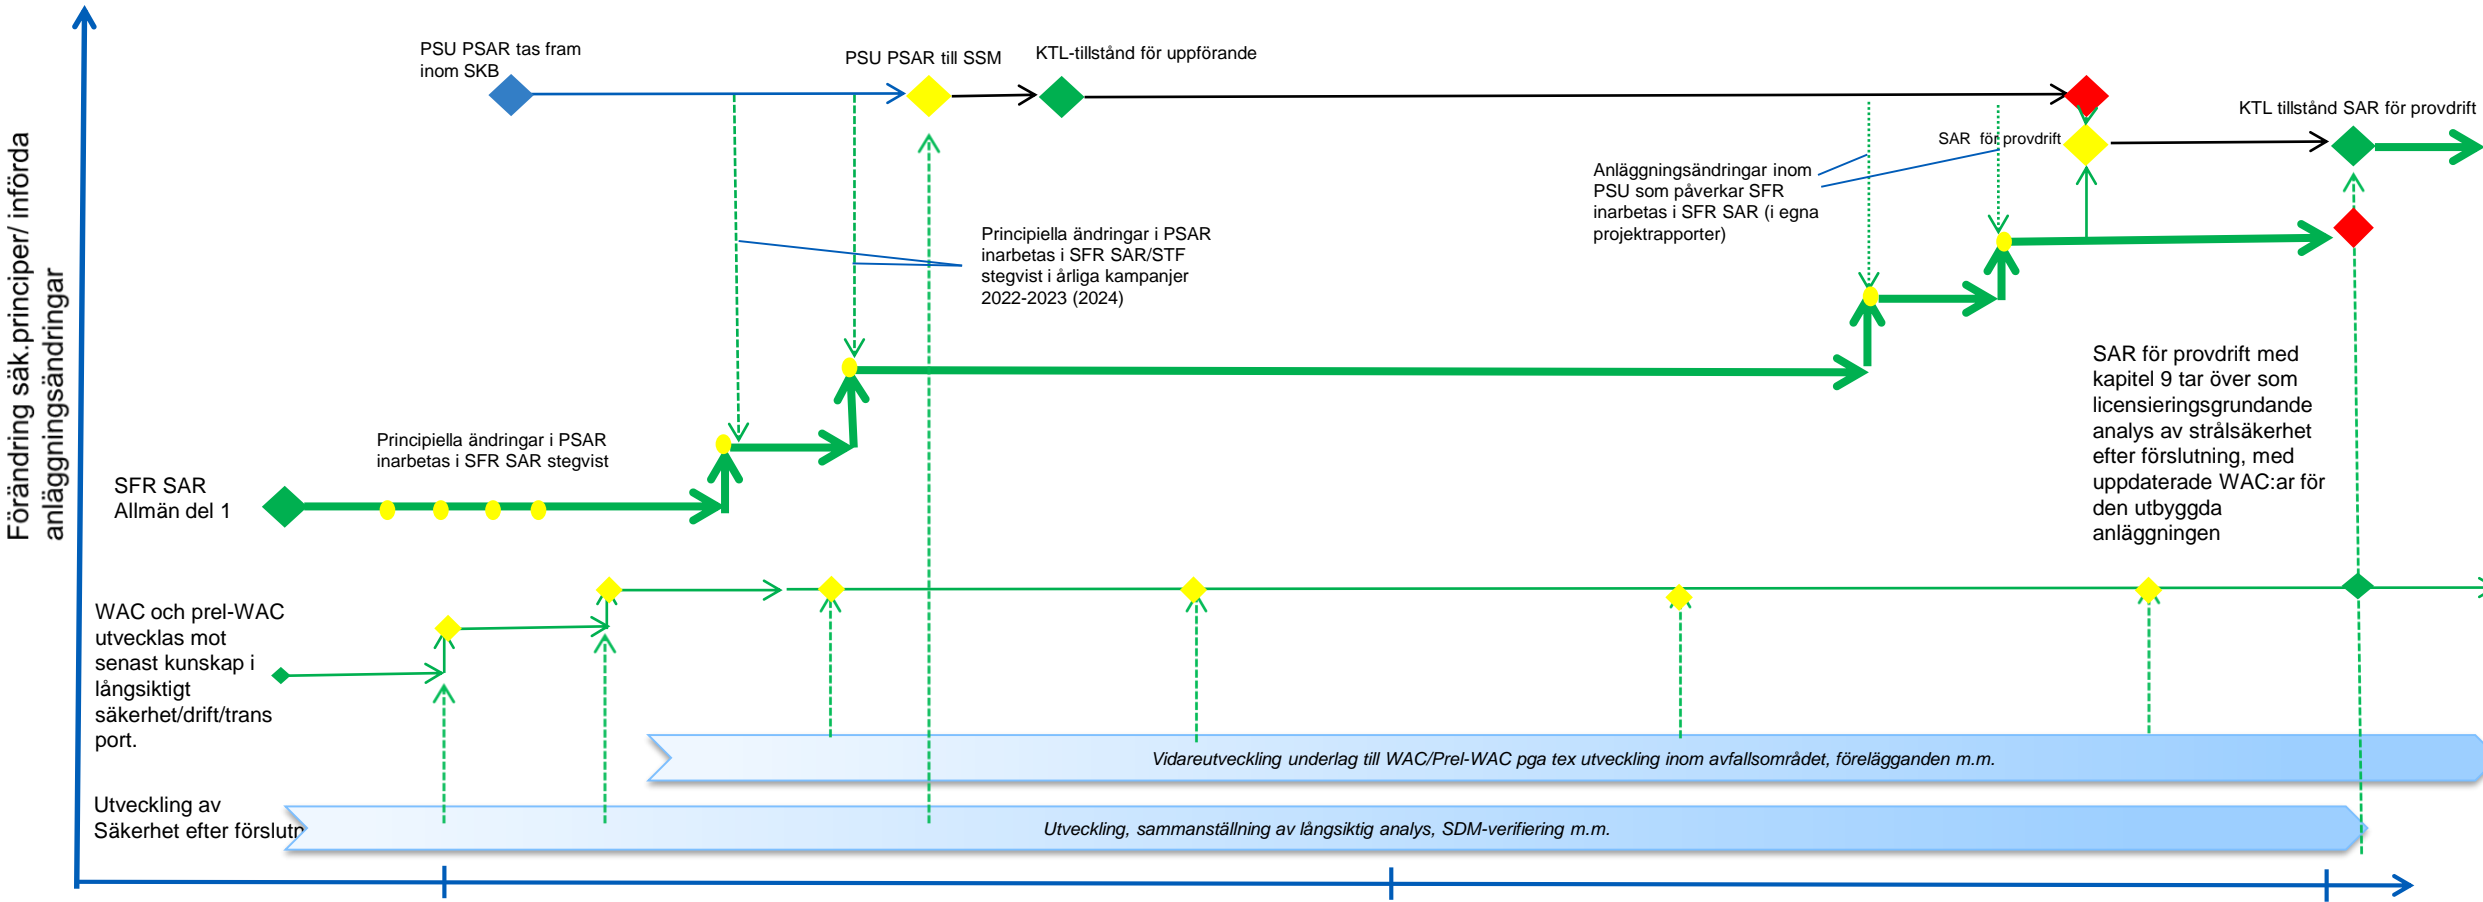 Förändring säk.principer/ införda
anläggningsändringar
PSU PSAR tas fram
inom SKB
PSU PSAR till SSM
KTL-tillstånd för uppförande
KTL tillstånd SAR för provdrift
SAR  för provdrift
Anläggningsändringar inom
PSU som påverkar SFR
inarbetas i SFR SAR (i egna
projektrapporter)
Principiella ändringar i PSAR
inarbetas i SFR SAR/STF
stegvist i årliga kampanjer
2022-2023 (2024)
SAR för provdrift med
kapitel 9 tar över som
licensieringsgrundande
analys av strålsäkerhet
efter förslutning, med
uppdaterade WAC:ar för
den utbyggda
anläggningen
Principiella ändringar i PSAR
inarbetas i SFR SAR stegvist
SFR SAR
Allmän del 1
WAC och prel-WAC
utvecklas mot
senast kunskap i
långsiktigt
säkerhet/drift/trans
port.
Vidareutveckling underlag till WAC/Prel-WAC pga tex utveckling inom avfallsområdet, förelägganden m.m.
Utveckling av
Säkerhet efter förslutn
Utveckling, sammanställning av långsiktig analys, SDM-verifiering m.m.